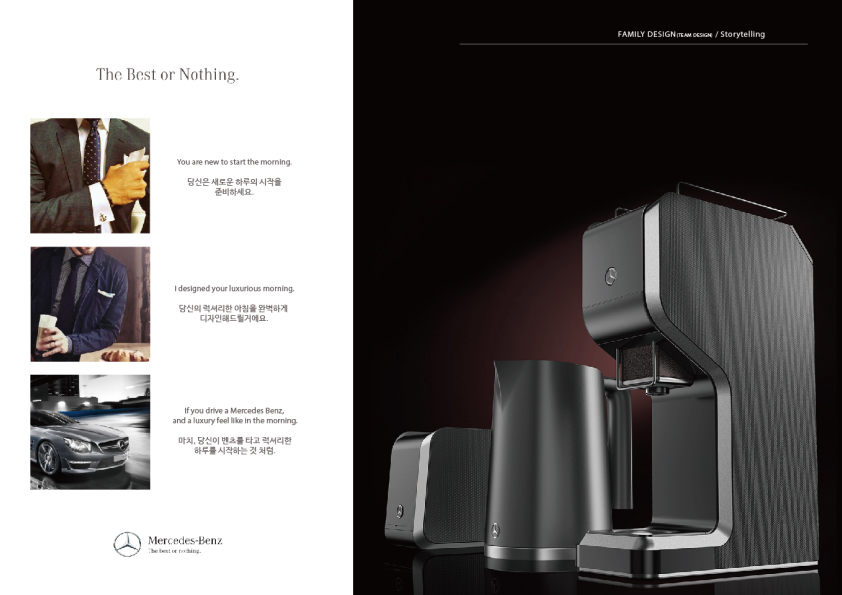 FAMILY DESIGN(TEAM DESIGN) / Storytelling
The Best or Nothing.
You are new to start the morning.
당신은 새로운 하루의 시작을
준비하세요.
I designed your luxurious morning.
당신의 럭셔리한 아침을 완벽하게
디자인해드릴거에요.
If you drive a Mercedes Benz,
and a luxury feel like in the morning.
마치, 당신이 벤츠를 타고 럭셔리한
하루를 시작하는 것 처럼.
Mercedes-Benz
The best or nothing.